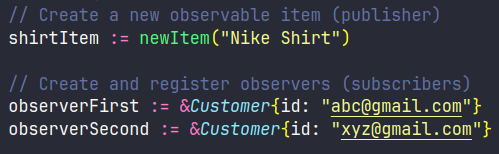 // Create a new observable item (publisher)
shirtItem := newItem("Nike Shirt")
// Create and register observers (subscribers)
observerFirst := &Customer{id: "abc@gmail.com"}
observerSecond := &Customer{id: "xyz@gmail.com"}